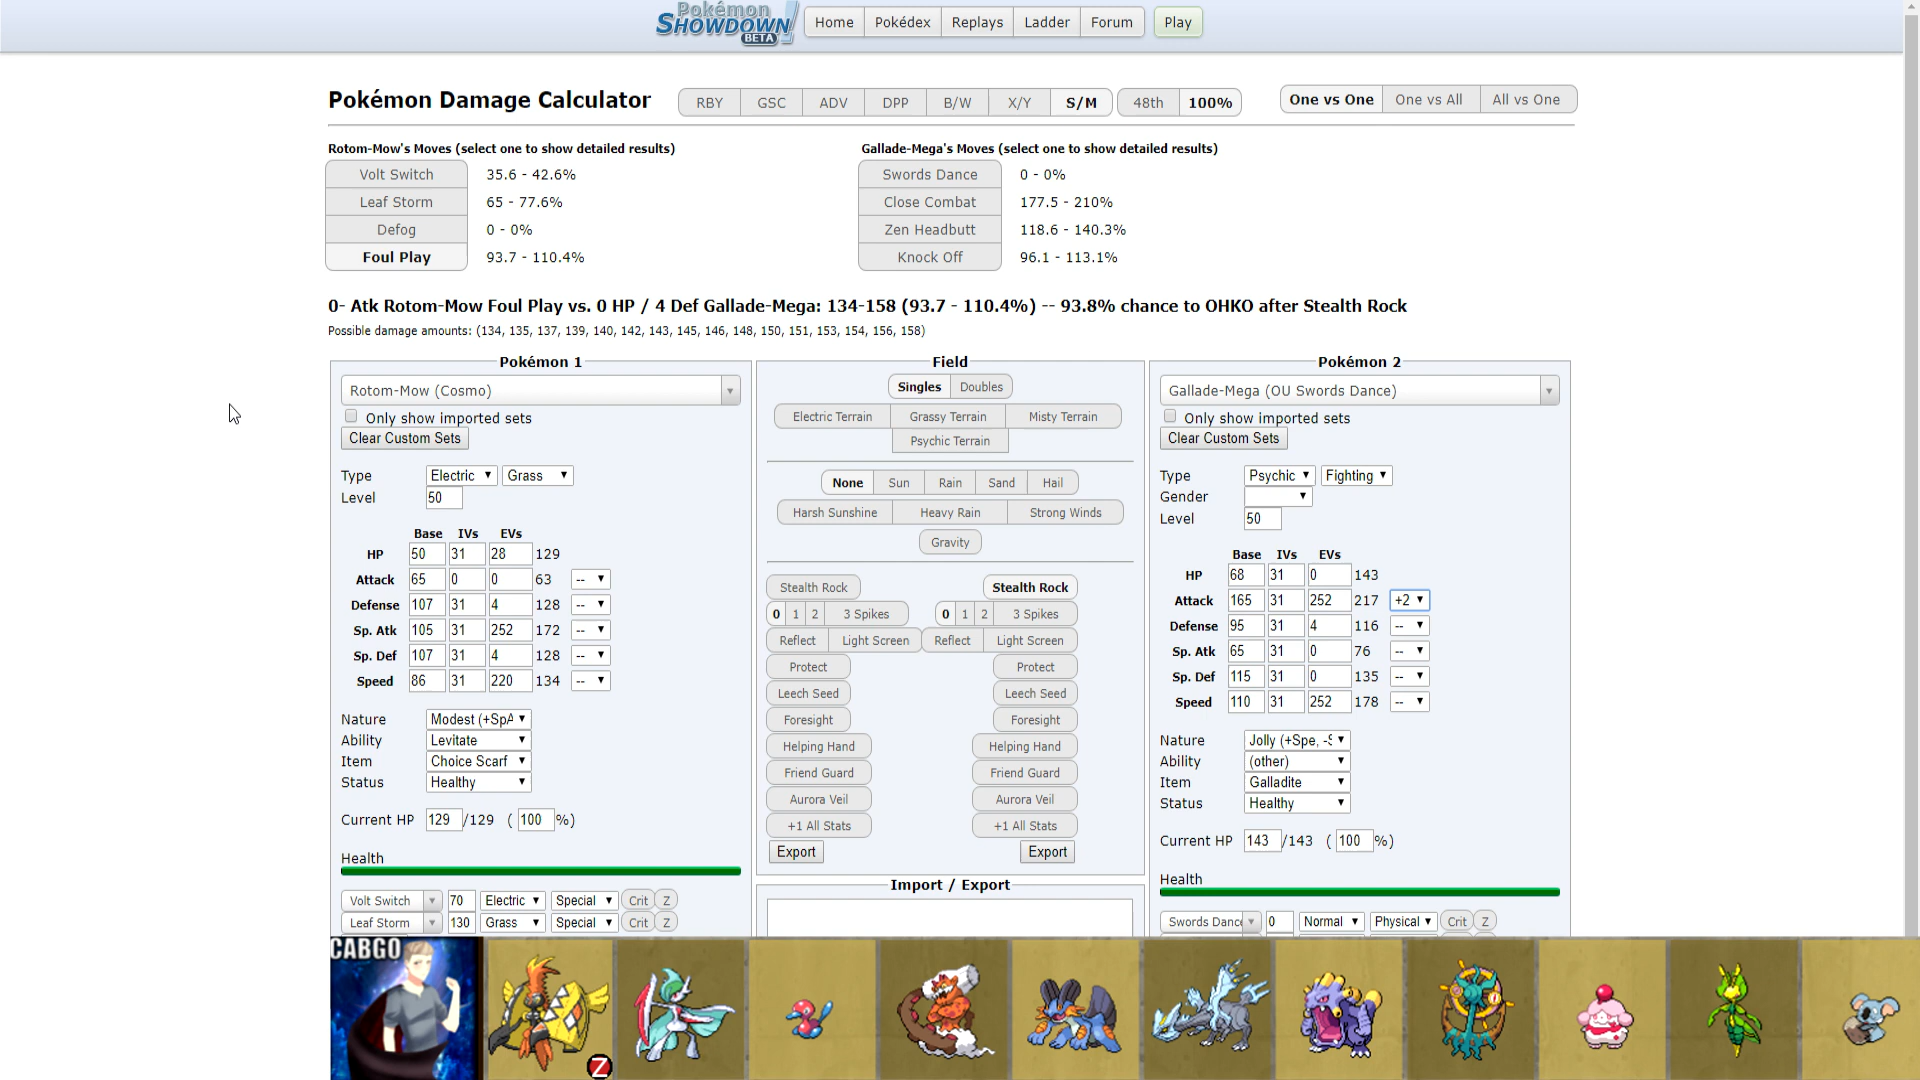 Pokémon SHOWDOWN! BETA Home Pokédex Replays Ladder Forum Play
Pokémon Damage Calculator RBY GSC ADV DPP B/W X/Y S/M 48th 100% One vs One One vs All All vs One
Rotom-Mow's Moves (select one to show detailed results) Gallade-Mega's Moves (select one to show detailed results)
Volt Switch 35.6 - 42.6% Swords Dance 0 - 0%
Leaf Storm 65 - 77.6% Close Combat 177.5 - 210%
Defog 0 - 0% Zen Headbutt 118.6 - 140.3%
Foul Play 93.7 - 110.4% Knock Off 96.1 - 113.1%
0- Atk Rotom-Mow Foul Play vs. 0 HP / 4 Def Gallade-Mega: 134-158 (93.7 - 110.4%) -- 93.8% chance to OHKO after Stealth Rock
Possible damage amounts: (134, 135, 137, 139, 140, 142, 143, 145, 146, 148, 150, 151, 153, 154, 156, 158)
Pokémon 1
Rotom-Mow (Cosmo)
Only show imported sets
Clear Custom Sets
Type Electric Grass
Level 50
Base IVs EVs
HP 50 31 28 129
Attack 65 0 0 63 --
Defense 107 31 4 128 --
Sp. Atk 105 31 252 172 --
Sp. Def 107 31 4 128 --
Speed 86 31 220 134 --
Nature Modest (+SpA
Ability Levitate
Item Choice Scarf
Status Healthy
Current HP 129 /129 ( 100 %)
Health
Volt Switch 70 Electric Special Crit Z
Leaf Storm 130 Grass Special Crit Z
Field
Singles Doubles
Electric Terrain Grassy Terrain Misty Terrain
Psychic Terrain
None Sun Rain Sand Hail
Harsh Sunshine Heavy Rain Strong Winds
Gravity
Stealth Rock Stealth Rock
0 1 2 3 Spikes 0 1 2 3 Spikes
Reflect Light Screen Reflect Light Screen
Protect Protect
Leech Seed Leech Seed
Foresight Foresight
Helping Hand Helping Hand
Friend Guard Friend Guard
Aurora Veil Aurora Veil
+1 All Stats +1 All Stats
Export Export
Import / Export
Pokémon 2
Gallade-Mega (OU Swords Dance)
Only show imported sets
Clear Custom Sets
Type Psychic Fighting
Gender
Level 50
Base IVs EVs
HP 68 31 0 143
Attack 165 31 252 217 +2
Defense 95 31 4 116 --
Sp. Atk 65 31 0 76 --
Sp. Def 115 31 0 135 --
Speed 110 31 252 178 --
Nature Jolly (+Spe, -S
Ability (other)
Item Galladite
Status Healthy
Current HP 143 /143 ( 100 %)
Health
Swords Dance 0 Normal Physical Crit Z
CABGO
Z